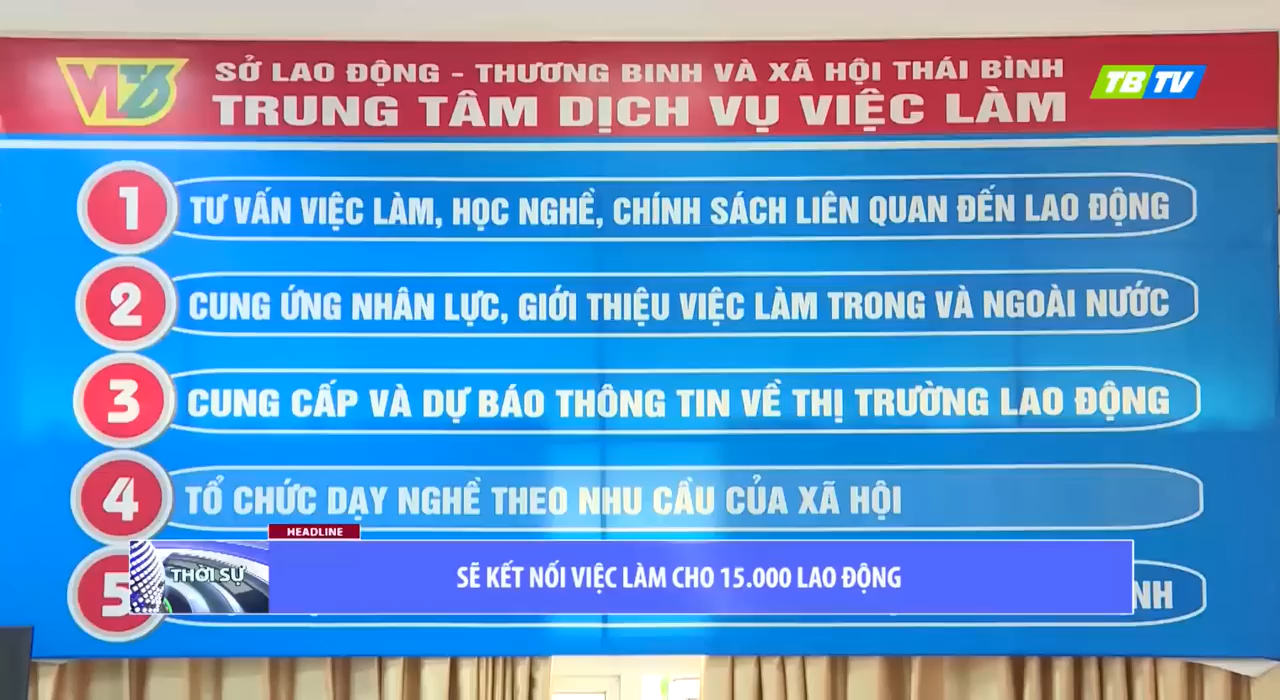 SỞ LAO ĐỘNG - THƯƠNG BINH VÀ XÃ HỘI THÁI BÌNH
TRUNG TÂM DỊCH VỤ VIỆC LÀM
TBTV
1 TƯ VẤN VIỆC LÀM, HỌC NGHỀ, CHÍNH SÁCH LIÊN QUAN ĐẾN LAO ĐỘNG
2 CUNG ỨNG NHÂN LỰC, GIỚI THIỆU VIỆC LÀM TRONG VÀ NGOÀI NƯỚC
3 CUNG CẤP VÀ DỰ BÁO THÔNG TIN VỀ THỊ TRƯỜNG LAO ĐỘNG
4 TỔ CHỨC DẠY NGHỀ THEO NHU CẦU CỦA XÃ HỘI
HEADLINE
5
THỜI SỰ
SẼ KẾT NỐI VIỆC LÀM CHO 15.000 LAO ĐỘNG